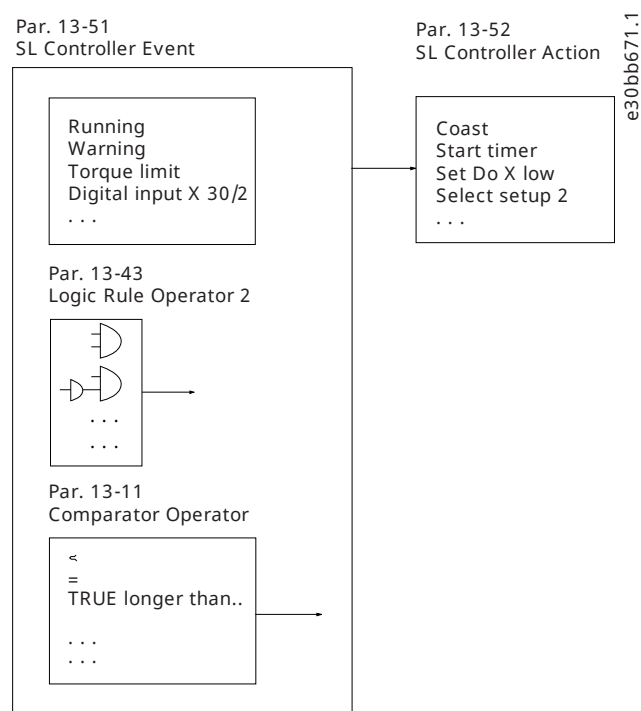 Par. 13-51
SL Controller Event
Par. 13-52
SL Controller Action
e30bb671.1
Running
Warning
Torque limit
Digital input X 30/2
. . .
Coast
Start timer
Set Do X low
Select setup 2
. . .
Par. 13-43
Logic Rule Operator 2
. . .
. . .
Par. 13-11
Comparator Operator
<
=
TRUE longer than..
. . .
. . .